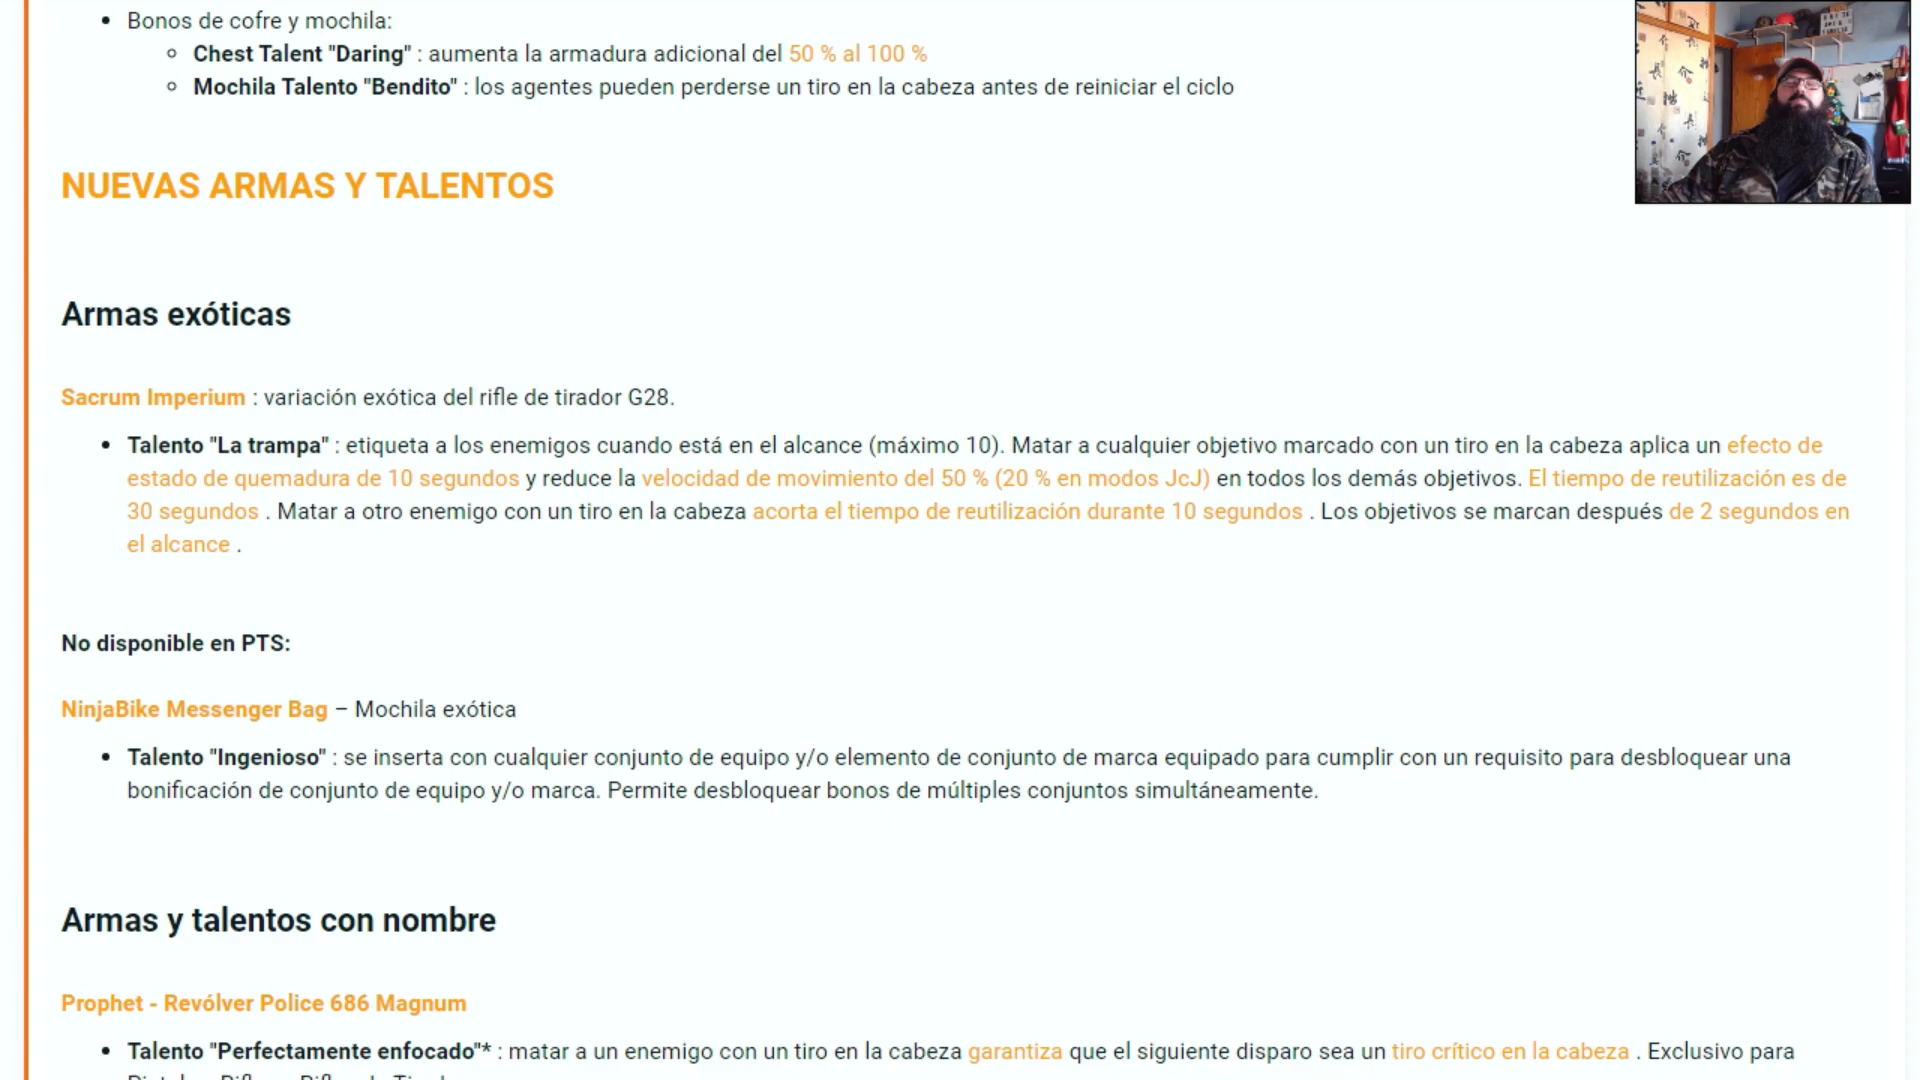 Bonos de cofre y mochila:
Chest Talent "Daring" : aumenta la armadura adicional del 50 % al 100 %
Mochila Talento "Bendito" : los agentes pueden perderse un tiro en la cabeza antes de reiniciar el ciclo
NUEVAS ARMAS Y TALENTOS
Armas exóticas
Sacrum Imperium : variación exótica del rifle de tirador G28.
Talento "La trampa" : etiqueta a los enemigos cuando está en el alcance (máximo 10). Matar a cualquier objetivo marcado con un tiro en la cabeza aplica un efecto de
estado de quemadura de 10 segundos y reduce la velocidad de movimiento del 50 % (20 % en modos JcJ) en todos los demás objetivos. El tiempo de reutilización es de
30 segundos . Matar a otro enemigo con un tiro en la cabeza acorta el tiempo de reutilización durante 10 segundos . Los objetivos se marcan después de 2 segundos en
el alcance .
No disponible en PTS:
NinjaBike Messenger Bag – Mochila exótica
Talento "Ingenioso" : se inserta con cualquier conjunto de equipo y/o elemento de conjunto de marca equipado para cumplir con un requisito para desbloquear una
bonificación de conjunto de equipo y/o marca. Permite desbloquear bonos de múltiples conjuntos simultáneamente.
Armas y talentos con nombre
Prophet - Revólver Police 686 Magnum
Talento "Perfectamente enfocado"* : matar a un enemigo con un tiro en la cabeza garantiza que el siguiente disparo sea un tiro crítico en la cabeza . Exclusivo para